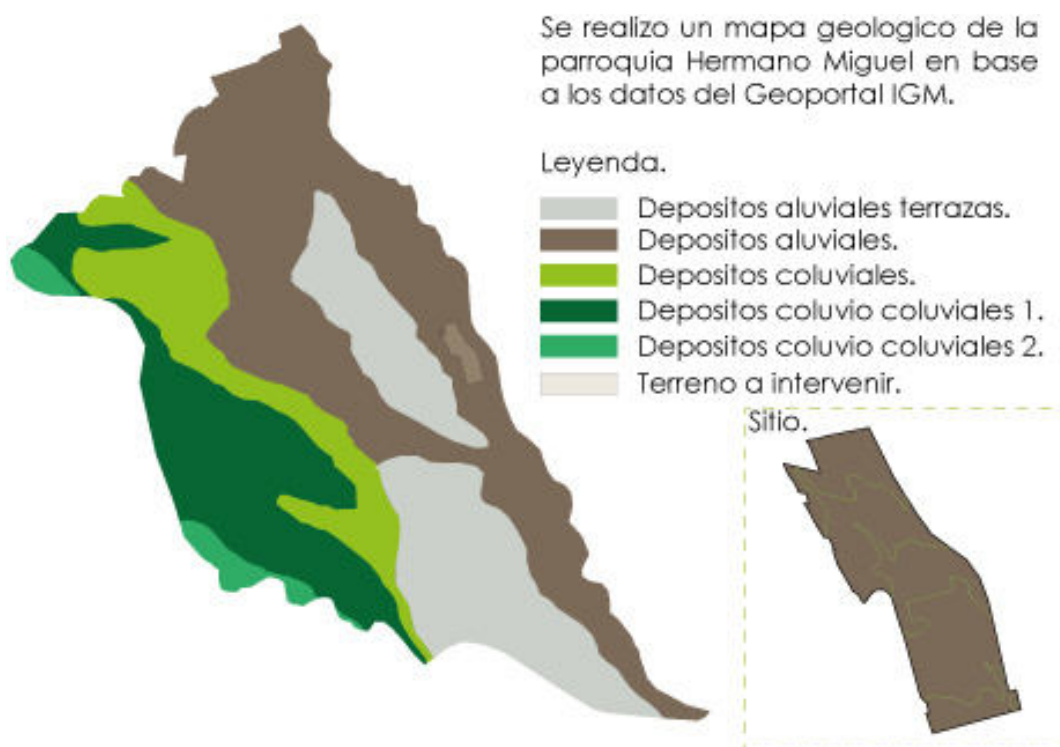 Se realizo un mapa geologico de la
parroquia Hermano Miguel en base
a los datos del Geoportal IGM.
Leyenda.
Depositos aluviales terrazas.
Depositos aluviales.
Depositos coluviales.
Depositos coluvio coluviales 1.
Depositos coluvio coluviales 2.
Terreno a intervenir.
Sitio.